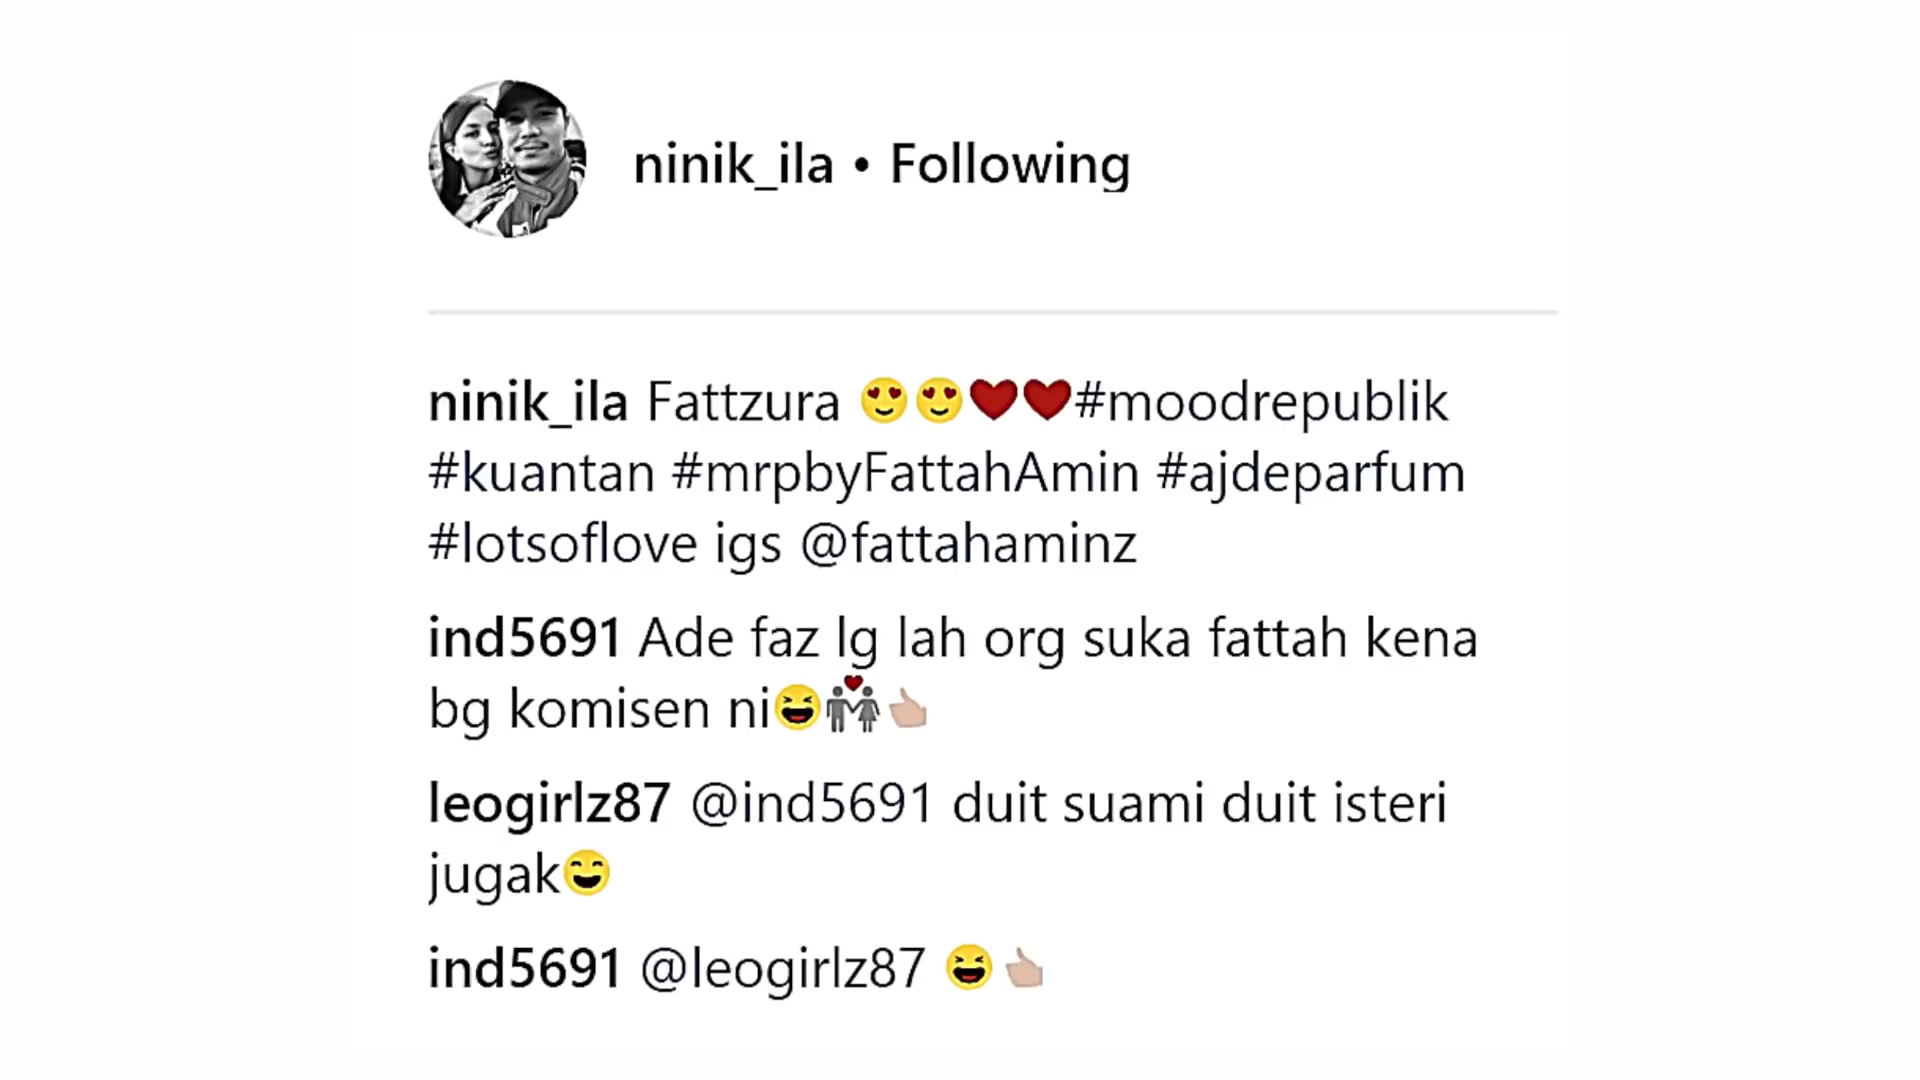 ninik_ila • Following
ninik_ila Fattzura 😍😍❤❤#moodrepublik
#kuantan #mrpbyFattahAmin #ajdeparfum
#lotsoflove igs @fattahaminz
ind5691 Ade faz lg lah org suka fattah kena
bg komisen ni😆💑👍🏻
leogirlz87 @ind5691 duit suami duit isteri
jugak😄
ind5691 @leogirlz87 😆👍🏻